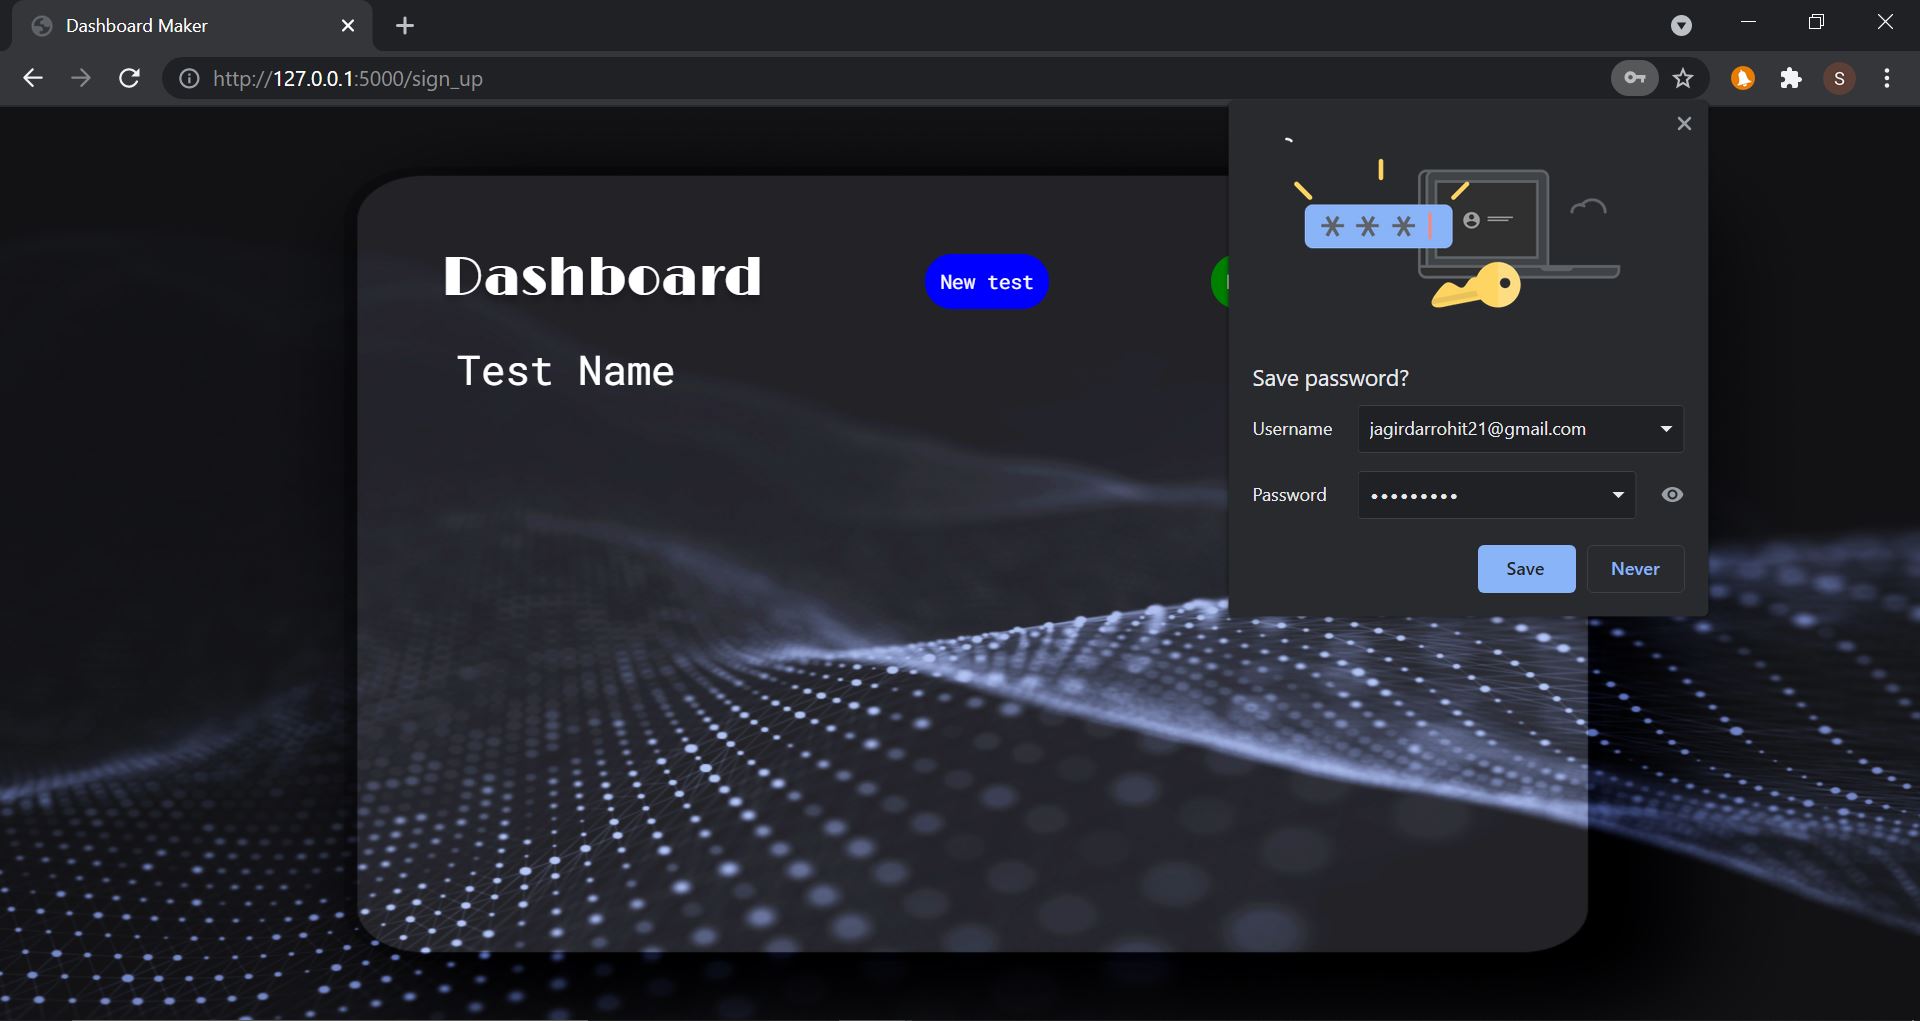 Dashboard Maker
http://127.0.0.1:5000/sign_up
S
Dashboard
New test
Test Name
* * *
Save password?
Username
jagirdarrohit21@gmail.com
Password
•••••••••
Save
Never